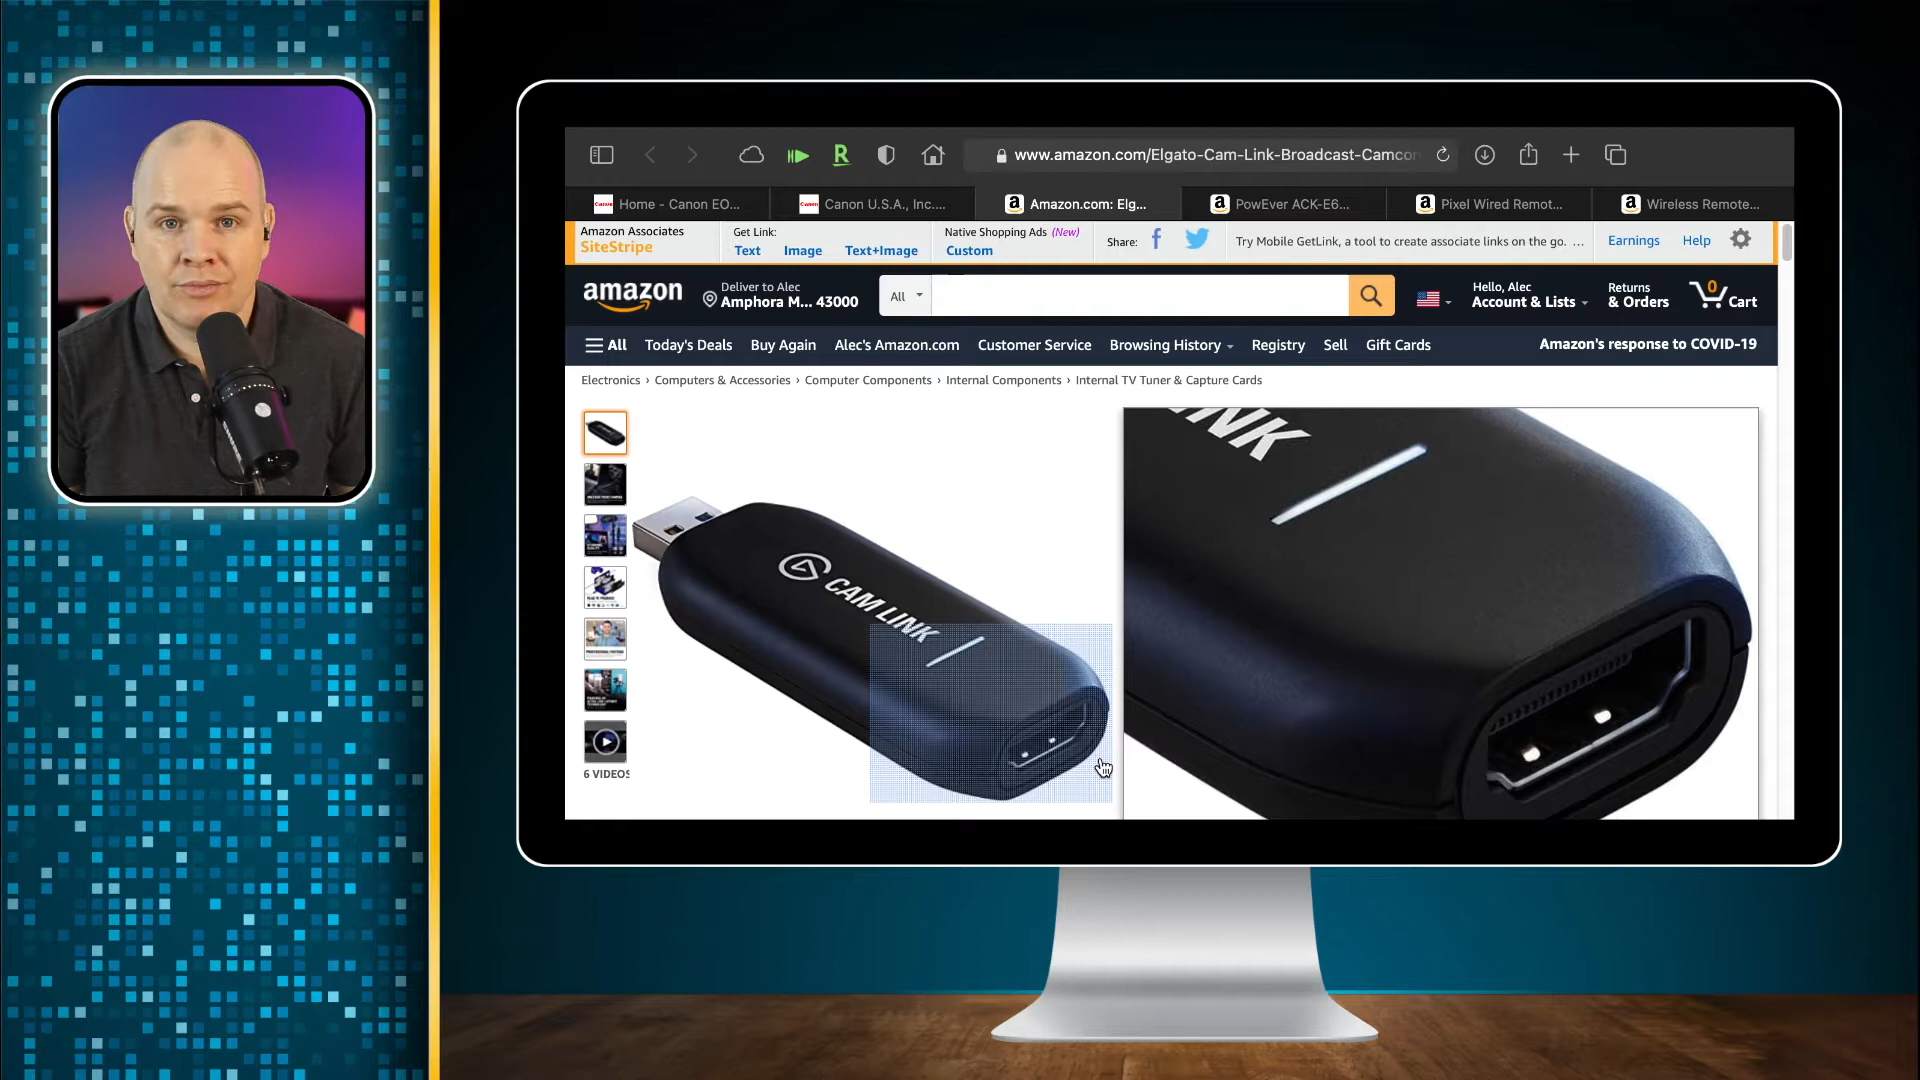 www.amazon.com/Elgato-Cam-Link-Broadcast-Camco
Home - Canon EO...
Canon U.S.A., Inc....
Amazon.com: Elg...
PowEver ACK-E6...
Pixel Wired Remot...
Wireless Remote...
Amazon Associates
SiteStripe
Get Link:
Text Image Text+Image
Native Shopping Ads (New)
Custom
Share:
Try Mobile GetLink, a tool to create associate links on the go. ...
Earnings
Help
amazon
Deliver to Alec
Amphora M... 43000
All
Hello, Alec
Account & Lists
Returns
& Orders
0
Cart
All Today's Deals Buy Again Alec's Amazon.com Customer Service Browsing History Registry Sell Gift Cards
Amazon's response to COVID-19
Electronics › Computers & Accessories › Computer Components › Internal Components › Internal TV Tuner & Capture Cards
CAM LINK
6 VIDEOS